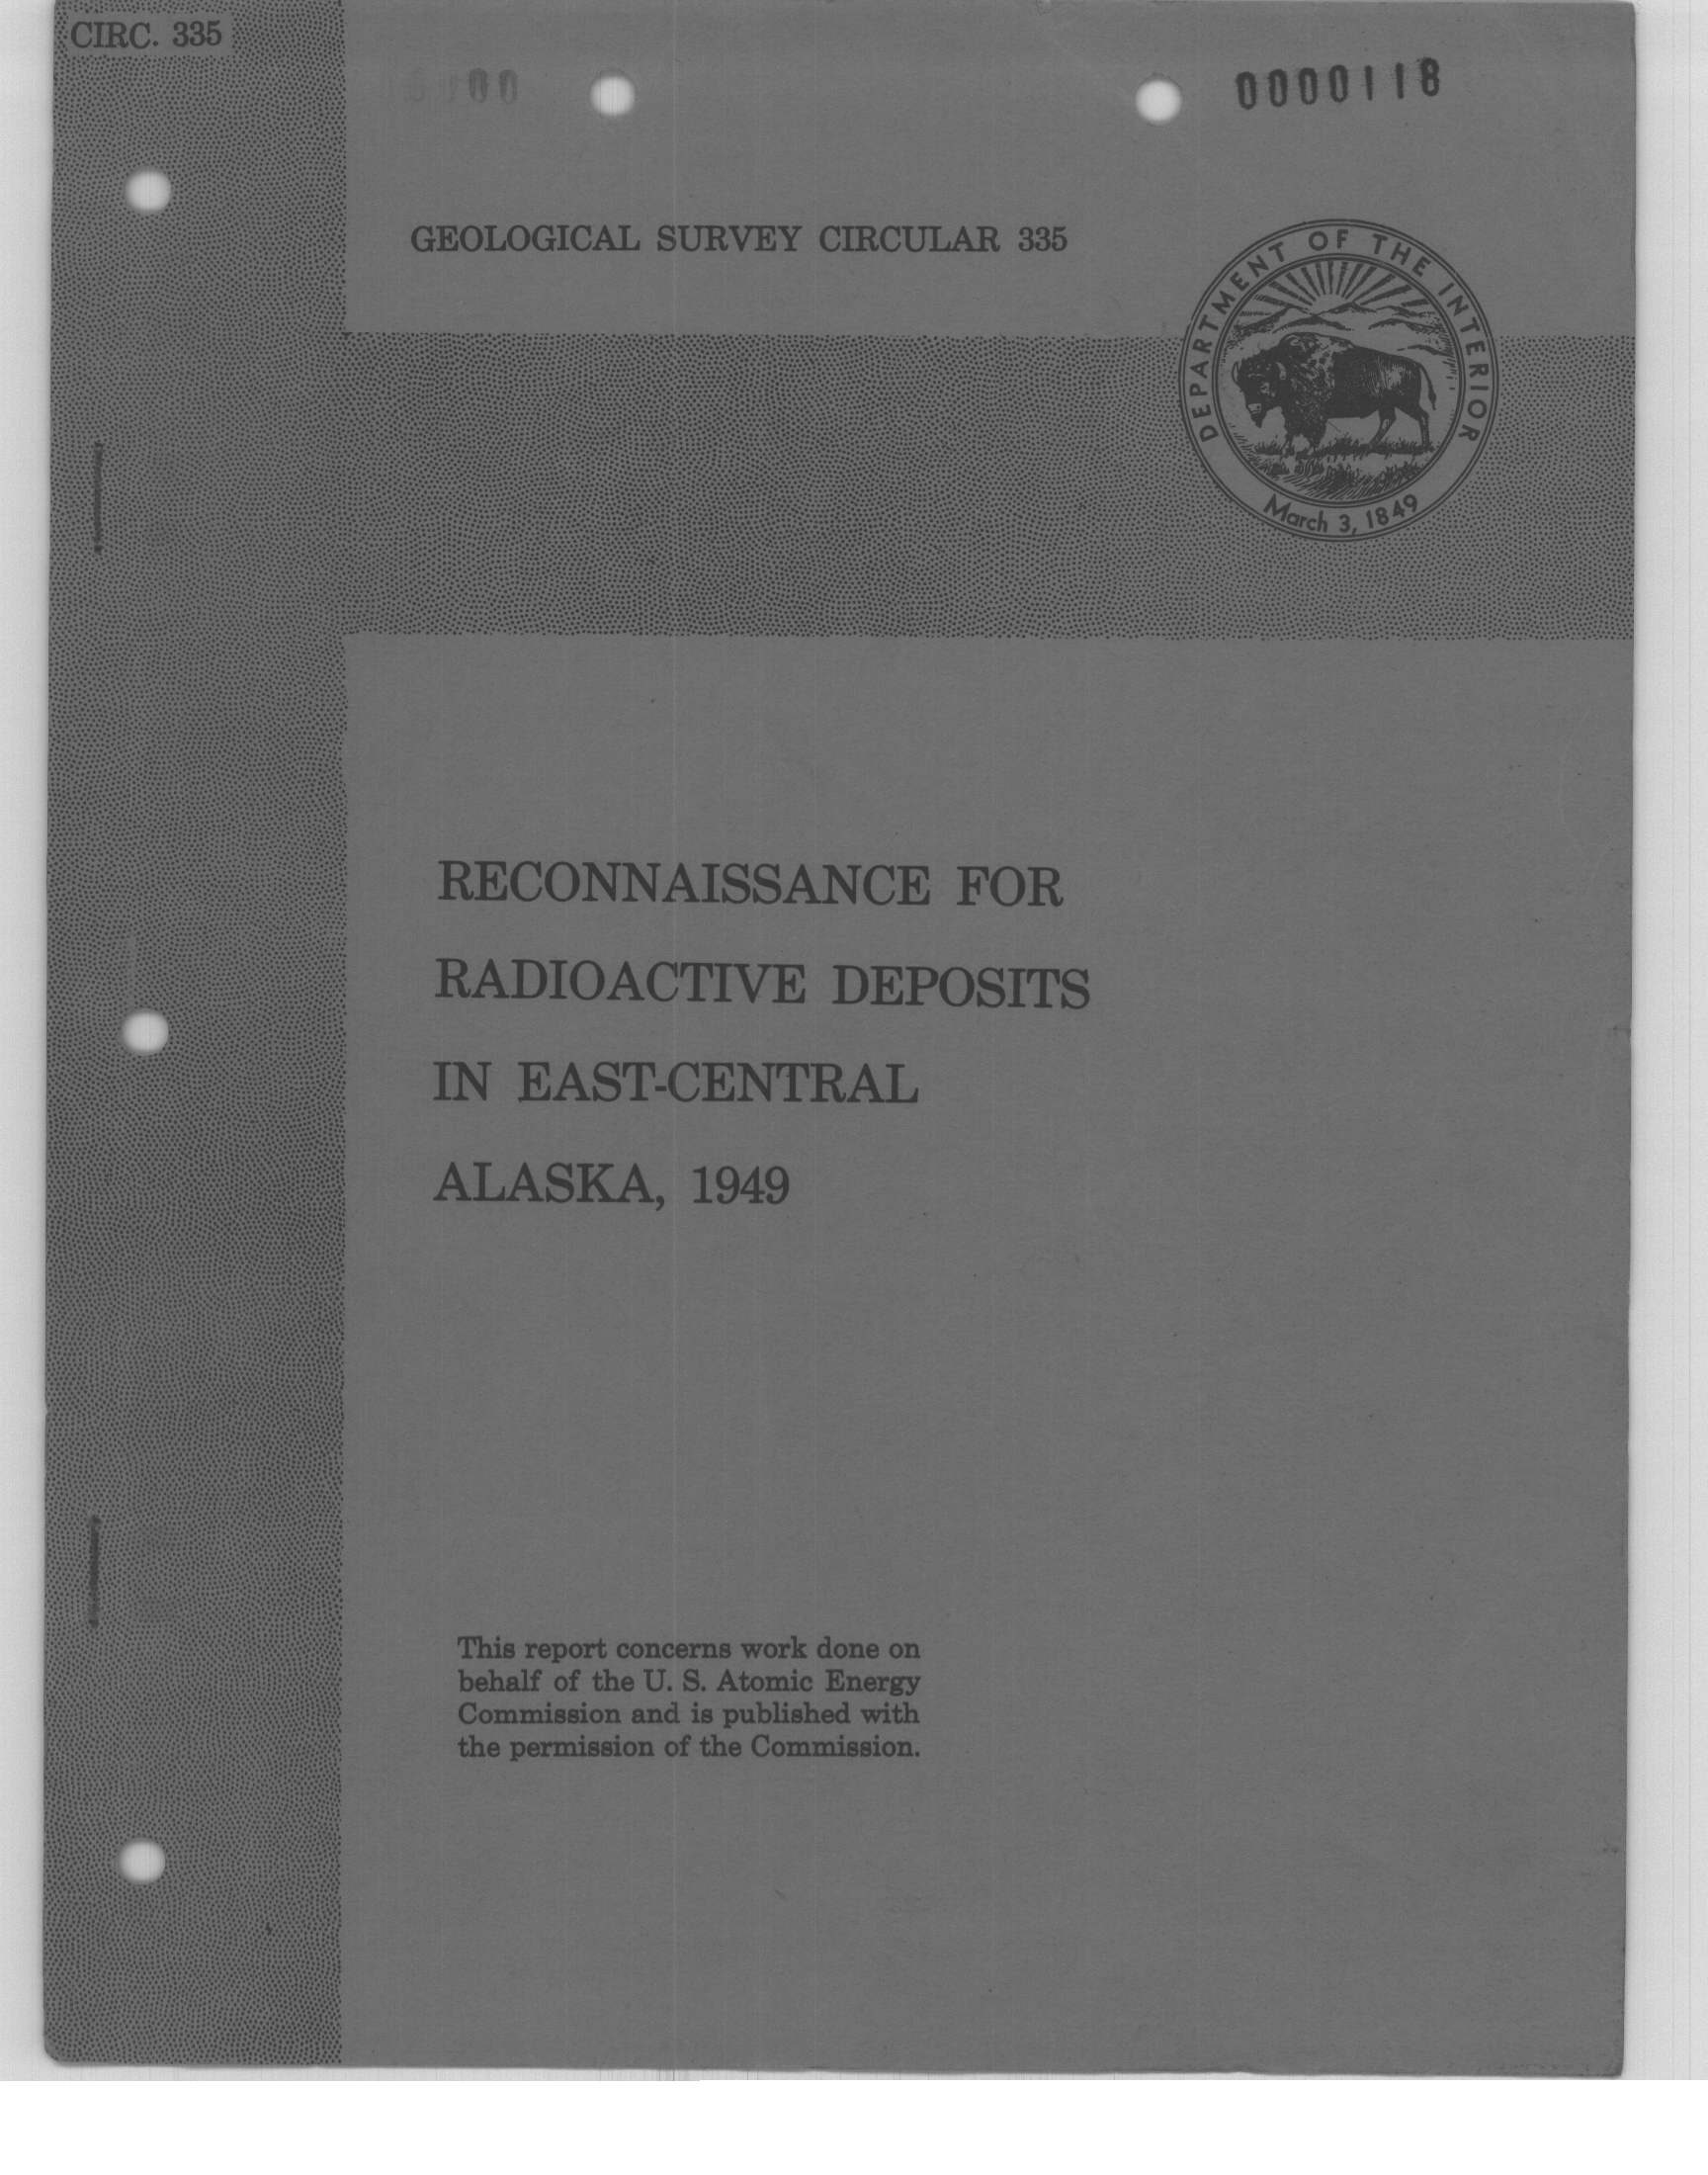 CIRC. 335
0000118
GEOLOGICAL SURVEY CIRCULAR 335
DEPARTMENT OF THE INTERIOR
March 3, 1849
RECONNAISSANCE FOR
RADIOACTIVE DEPOSITS
IN EAST-CENTRAL
ALASKA, 1949
This report concerns work done on
behalf of the U. S. Atomic Energy
Commission and is published with
the permission of the Commission.